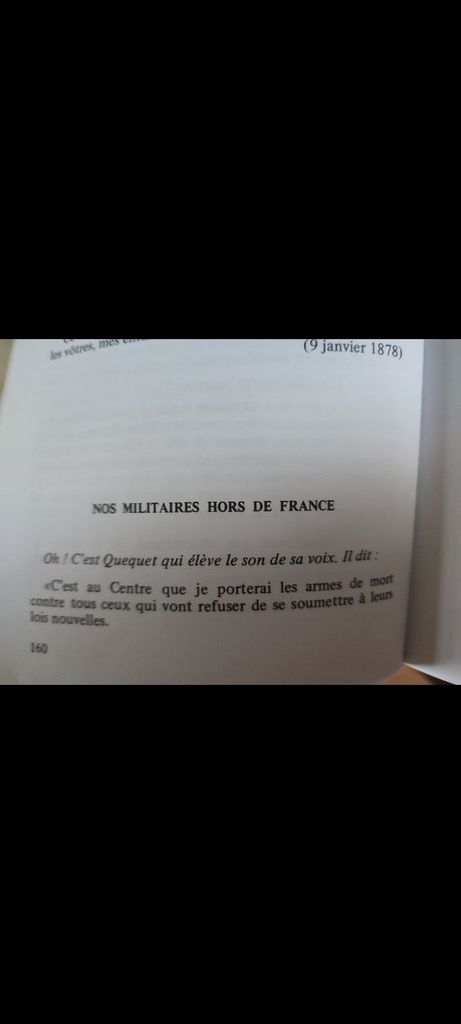 les vôtres, mes
(9 janvier 1878)
NOS MILITAIRES HORS DE FRANCE
Oh ! C'est Quequet qui élève le son de sa voix. Il dit :
«C'est au Centre que je porterai les armes de mort
contre tous ceux qui vont refuser de se soumettre à leurs
lois nouvelles.
160